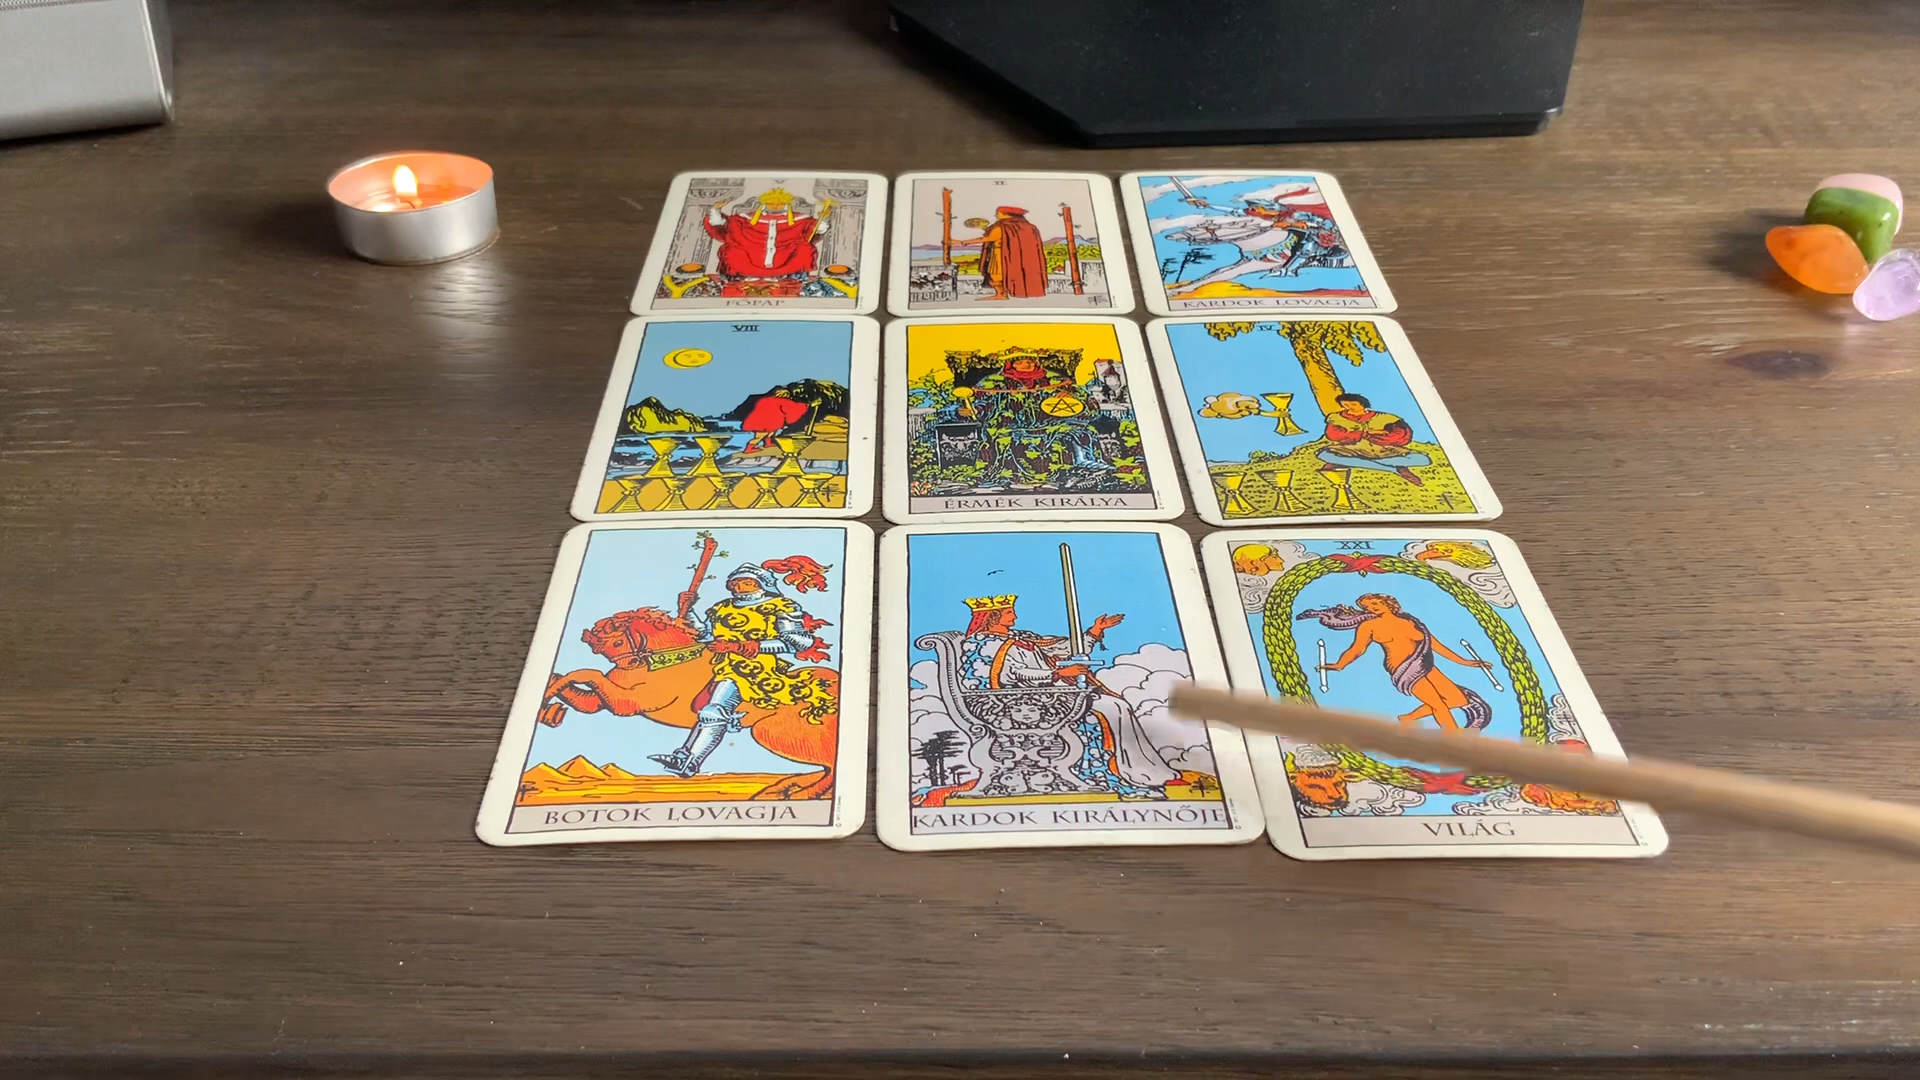 V
FŐPAP
II
KARDOK LOVAGJA
VIII
ÉRMÉK KIRÁLYA
IV
BOTOK LOVAGJA
KARDOK KIRÁLYNŐJE
XXI
VILÁG